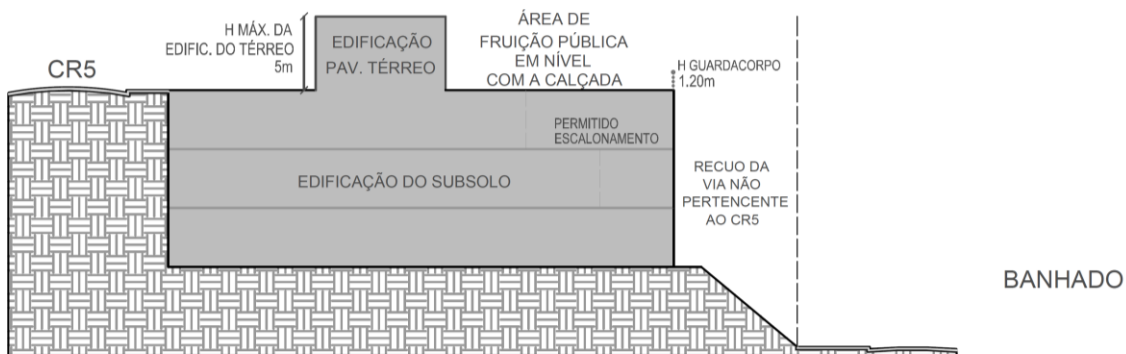 CR5
H MÁX. DA
EDIFIC. DO TÉRREO
5m
EDIFICAÇÃO
PAV. TÉRREO
ÁREA DE
FRUIÇÃO PÚBLICA
EM NÍVEL
COM A CALÇADA
H GUARDACORPO
1.20m
PERMITIDO
ESCALONAMENTO
EDIFICAÇÃO DO SUBSOLO
RECUO DA
VIA NÃO
PERTENCENTE
AO CR5
BANHADO